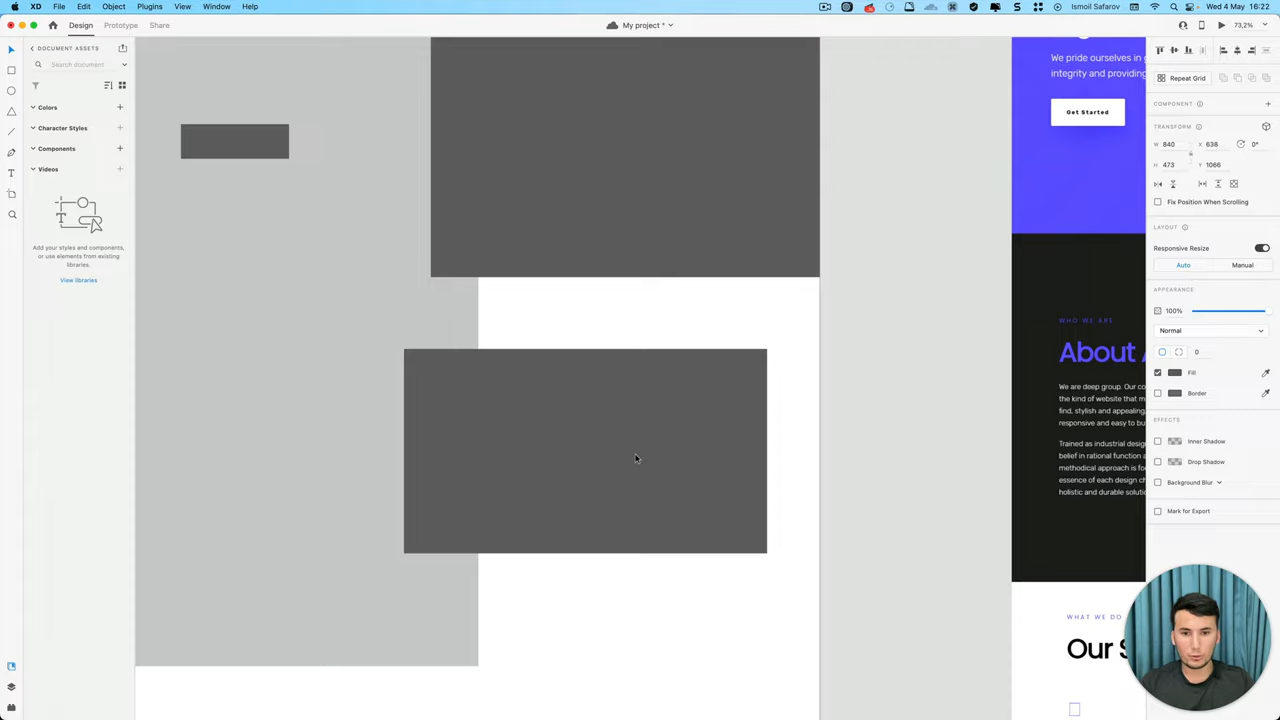 XD File Edit Object Plugins View Window Help
Ismoil Safarov Wed 4 May 16:22
Design Prototype Share
My project *
73,2%
DOCUMENT ASSETS
Search document
Colors
Character Styles
Components
Videos
Add your styles and components,
or use elements from existing
libraries.
View libraries
We pride ourselves in
integrity and providing
Get Started
WHO WE ARE
About
We are deep group. Our co
the kind of website that m
find, stylish and appealing,
responsive and easy to bu
Trained as industrial desig
belief in rational function a
methodical approach is fo
essence of each design ch
holistic and durable soluti
WHAT WE DO
Our S
Repeat Grid
COMPONENT
TRANSFORM
W 840 X 638 0°
H 473 Y 1066
Fix Position When Scrolling
LAYOUT
Responsive Resize
Auto Manual
APPEARANCE
100%
Normal
0
Fill
Border
EFFECTS
Inner Shadow
Drop Shadow
Background Blur
Mark for Export